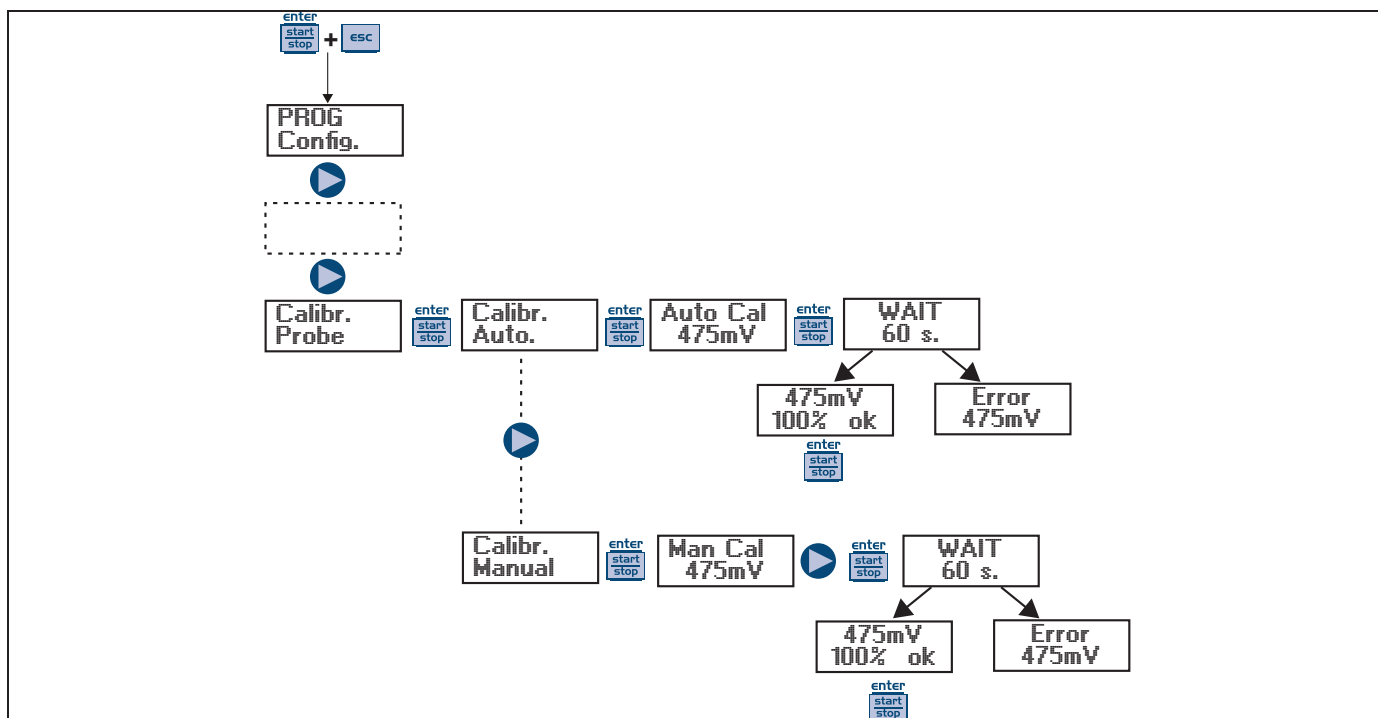 enter
start
stop
+
esc
PROG
Config.
Calibr.
Probe
enter
start
stop
Calibr.
Auto.
enter
start
stop
Auto Cal
475mV
enter
start
stop
WAIT
60 s.
475mV
100% ok
enter
start
stop
Error
475mV
Calibr.
Manual
enter
start
stop
Man Cal
475mV
enter
start
stop
WAIT
60 s.
475mV
100% ok
enter
start
stop
Error
475mV